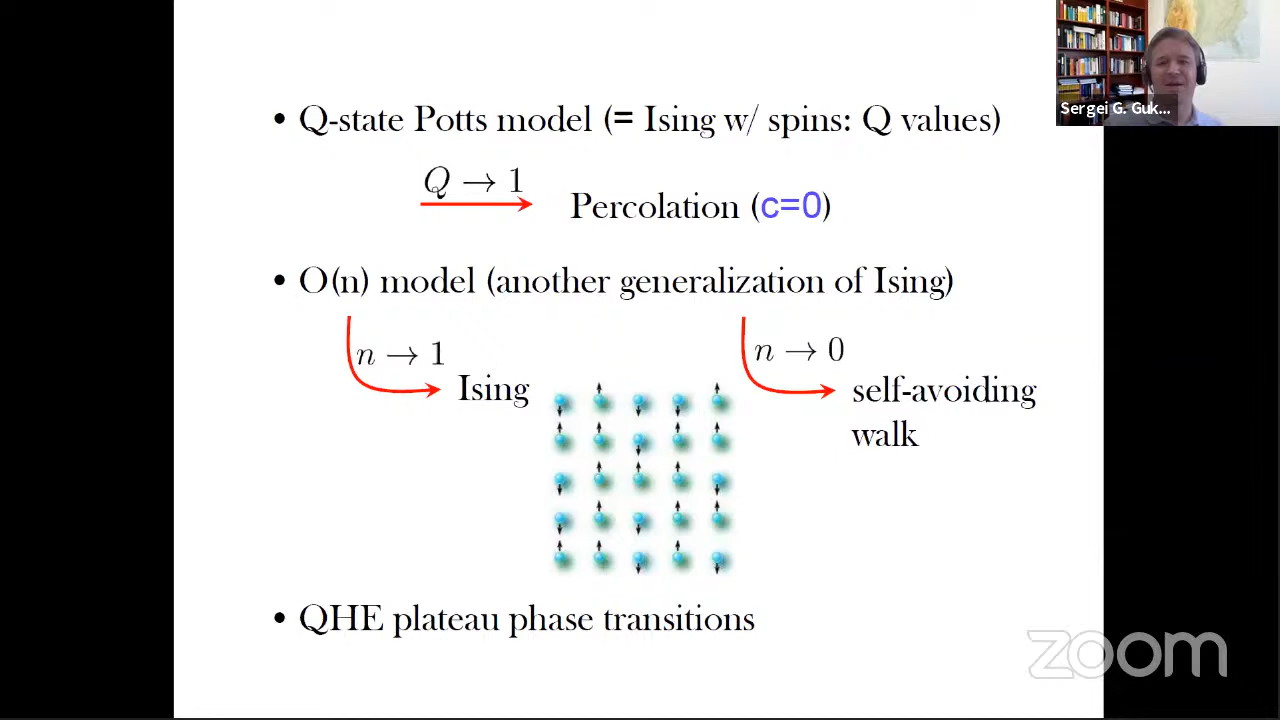 • Q-state Potts model (= Ising w/ spins: Q values)
Q → 1
Percolation (c=0)
• O(n) model (another generalization of Ising)
n → 1
n → 0
Ising
self-avoiding
walk
• QHE plateau phase transitions
Sergei G. Guk...
zoom